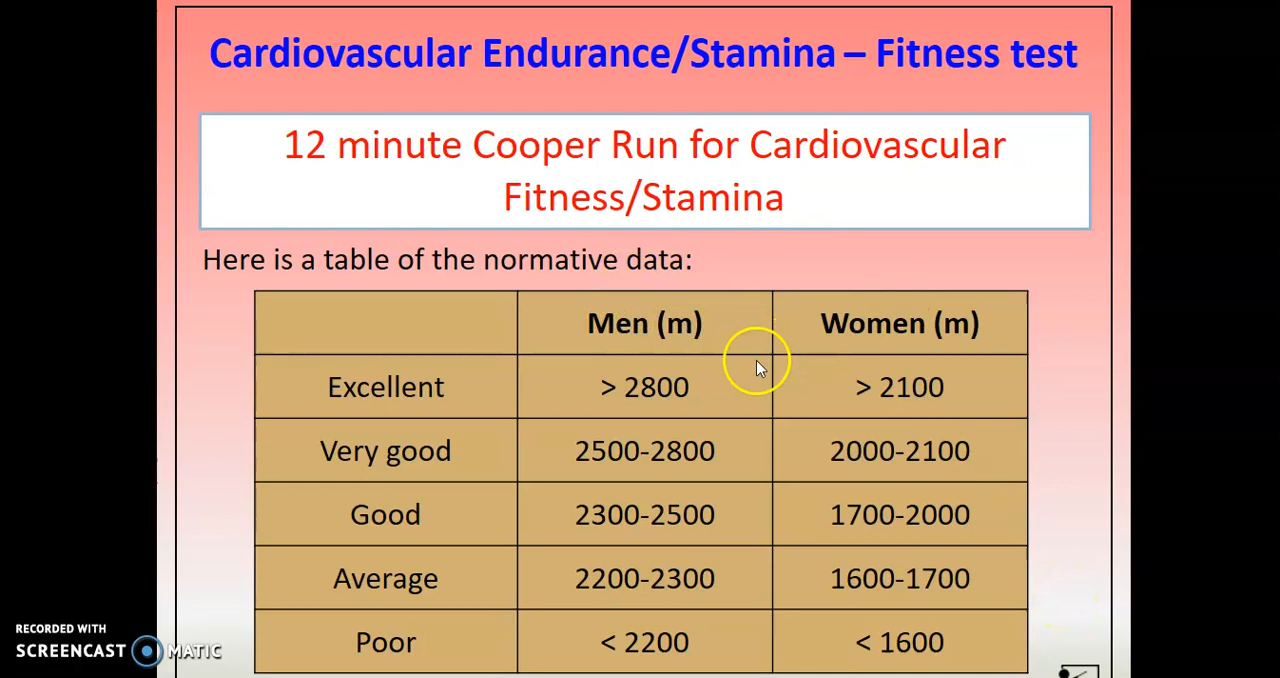 Cardiovascular Endurance/Stamina – Fitness test
12 minute Cooper Run for Cardiovascular
Fitness/Stamina
Here is a table of the normative data:
Men (m) Women (m)
Excellent > 2800 > 2100
Very good 2500-2800 2000-2100
Good 2300-2500 1700-2000
Average 2200-2300 1600-1700
Poor < 2200 < 1600
RECORDED WITH
SCREENCAST MATIC